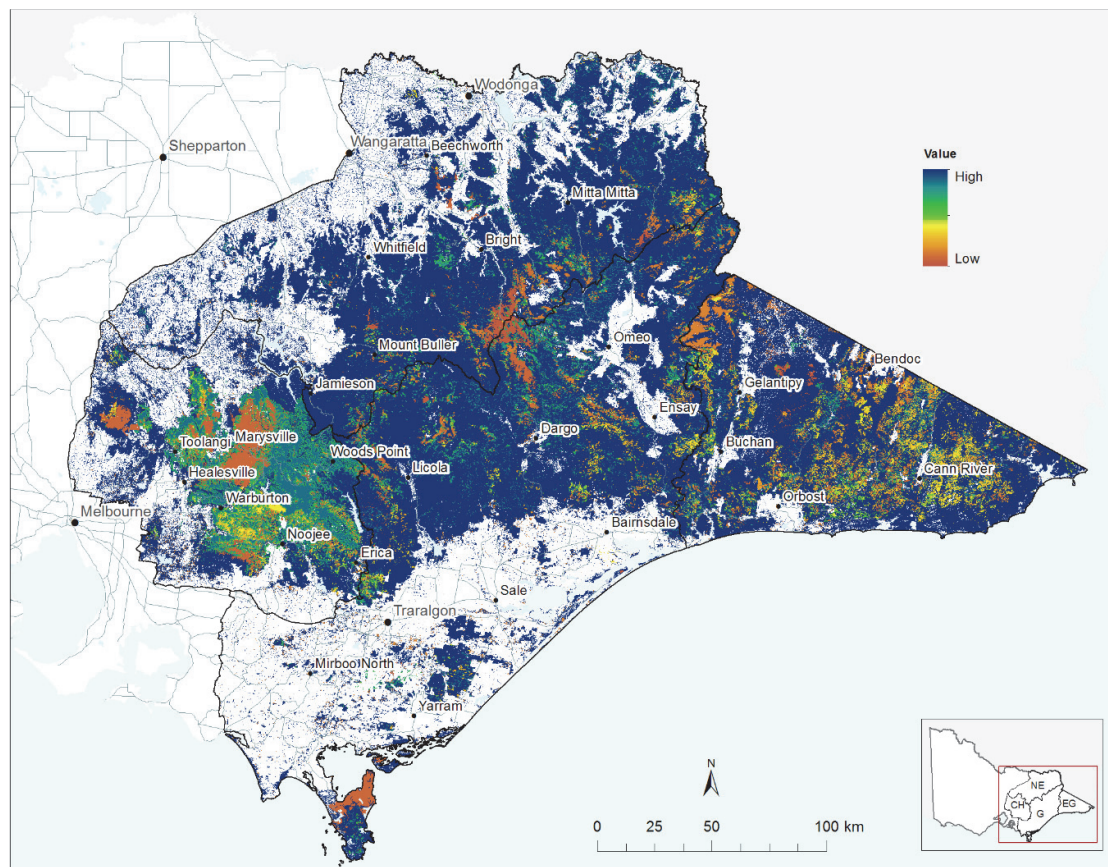 Wodonga
Shepparton
Wangaratta
Beechworth
Mitta Mitta
Value
High
Low
Bright
Whitfield
Omeo
Mount Buller
Bendoc
Gelantipy
Jamieson
Ensay
Marysville
Dargo
Toolangi
Buchan
Woods Point
Licola
Healesville
Cann River
Warburton
Orbost
Melbourne
Bairnsdale
Noojee
Erica
Sale
Traralgon
Mirboo North
Yarram
N
0 25 50 100 km
NE
CH
G
EG